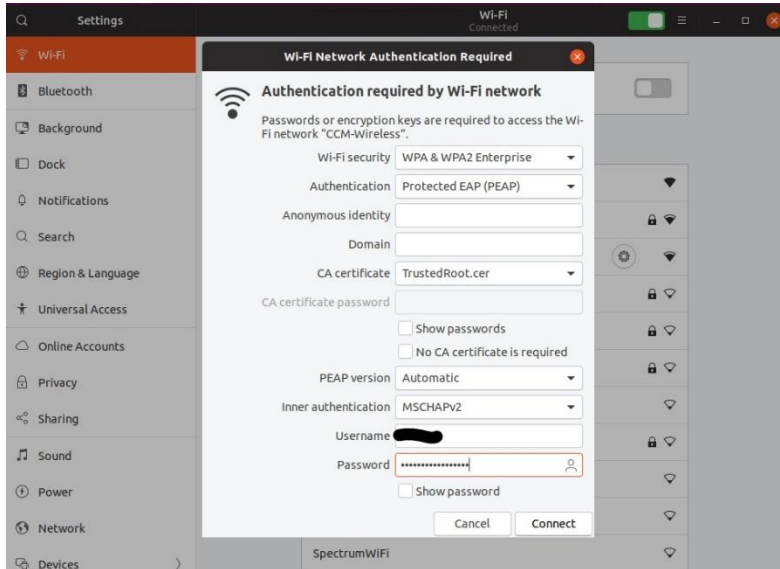 Settings
Wi-Fi
Connected
Wi-Fi
Bluetooth
Background
Dock
Notifications
Search
Region & Language
Universal Access
Online Accounts
Privacy
Sharing
Sound
Power
Network
Devices
Wi-Fi Network Authentication Required
Authentication required by Wi-Fi network
Passwords or encryption keys are required to access the Wi-
Fi network "CCM-Wireless".
Wi-Fi security WPA & WPA2 Enterprise
Authentication Protected EAP (PEAP)
Anonymous identity
Domain
CA certificate TrustedRoot.cer
CA certificate password
Show passwords
No CA certificate is required
PEAP version Automatic
Inner authentication MSCHAPv2
Username
Password •••••••••••••••••
Show password
Cancel Connect
SpectrumWiFi